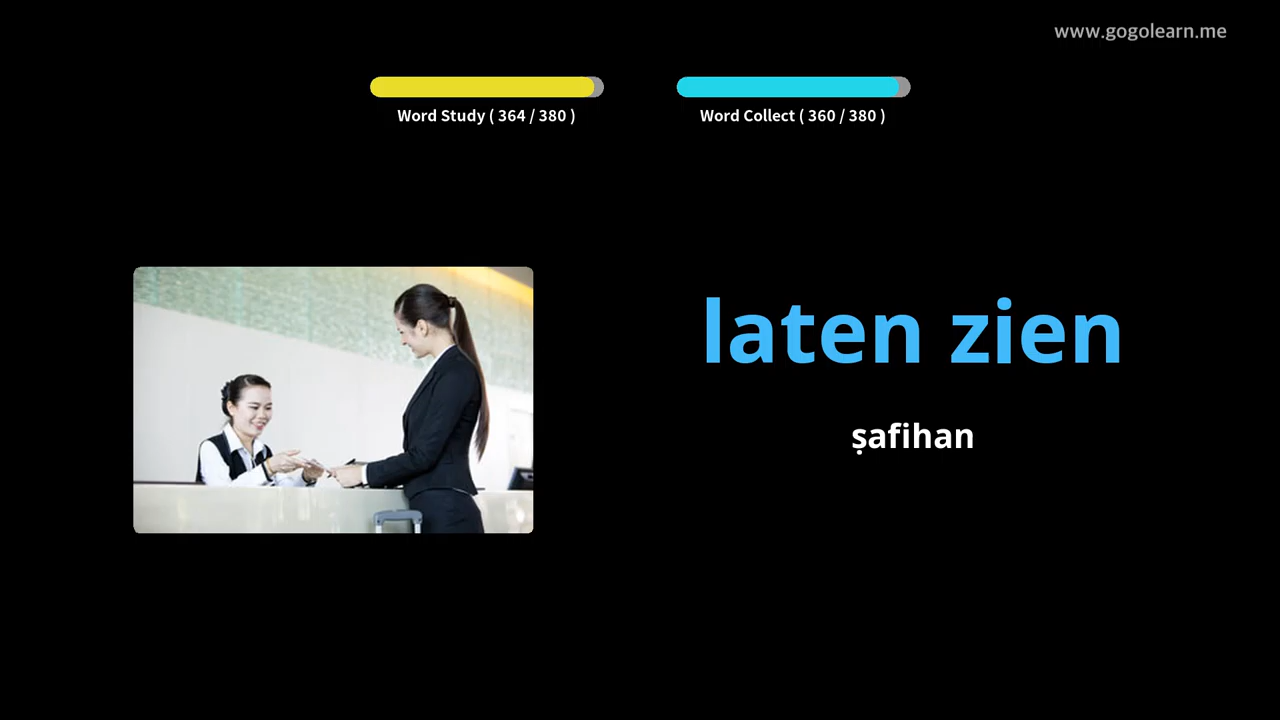 www.gogolearn.me
Word Study ( 364 / 380 )
Word Collect ( 360 / 380 )
laten zien
ṣafihan